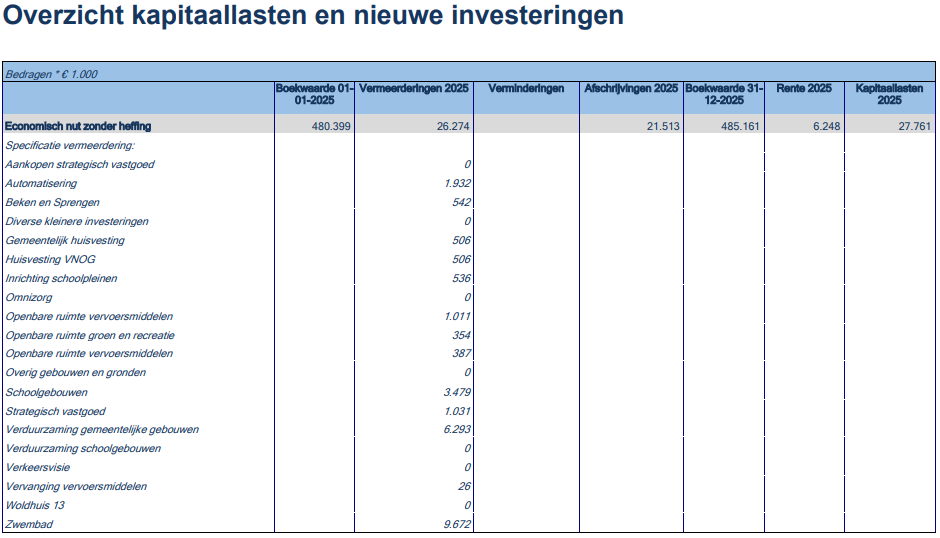 Overzicht kapitaallasten en nieuwe investeringen
Bedragen * € 1.000
Boekwaarde 01-01-2025 Vermeerderingen 2025 Verminderingen Afschrijvingen 2025 Boekwaarde 31-12-2025 Rente 2025 Kapitaallasten 2025
Economisch nut zonder heffing 480.399 26.274 21.513 485.161 6.248 27.761
Specificatie vermeerdering:
Aankopen strategisch vastgoed 0
Automatisering 1.932
Beken en Sprengen 542
Diverse kleinere investeringen 0
Gemeentelijk huisvesting 506
Huisvesting VNOG 506
Inrichting schoolpleinen 536
Omnizorg 0
Openbare ruimte vervoersmiddelen 1.011
Openbare ruimte groen en recreatie 354
Openbare ruimte vervoersmiddelen 387
Overig gebouwen en gronden 0
Schoolgebouwen 3.479
Strategisch vastgoed 1.031
Verduurzaming gemeentelijke gebouwen 6.293
Verduurzaming schoolgebouwen 0
Verkeersvisie 0
Vervanging vervoersmiddelen 26
Woldhuis 13 0
Zwembad 9.672